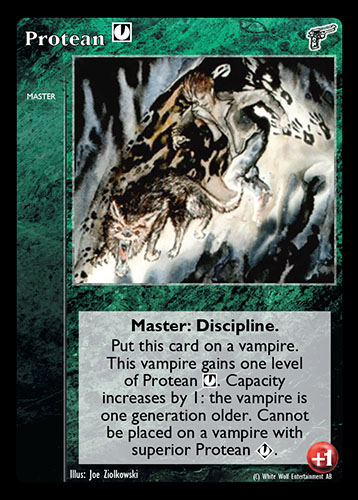 Protean
MASTER
Master: Discipline.
Put this card on a vampire.
This vampire gains one level
of Protean. Capacity
increases by 1: the vampire is
one generation older. Cannot
be placed on a vampire with
superior Protean.
+1
Illus: Joe Ziolkowski
(C) White Wolf Entertainment AB